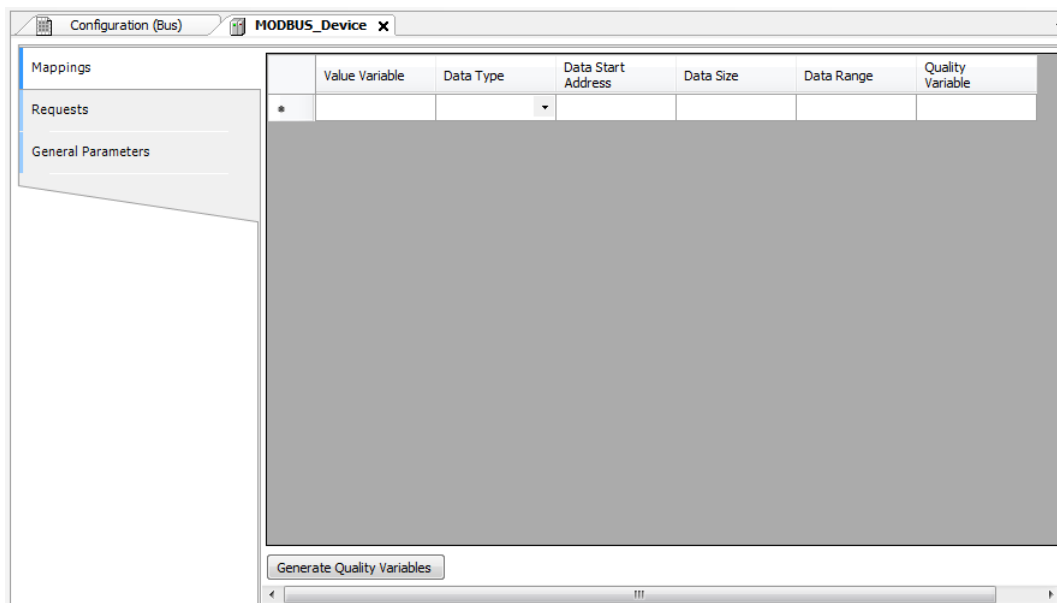 Configuration (Bus) MODBUS_Device
Mappings
Requests
General Parameters
Value Variable Data Type Data Start Address Data Size Data Range Quality Variable
*
Generate Quality Variables